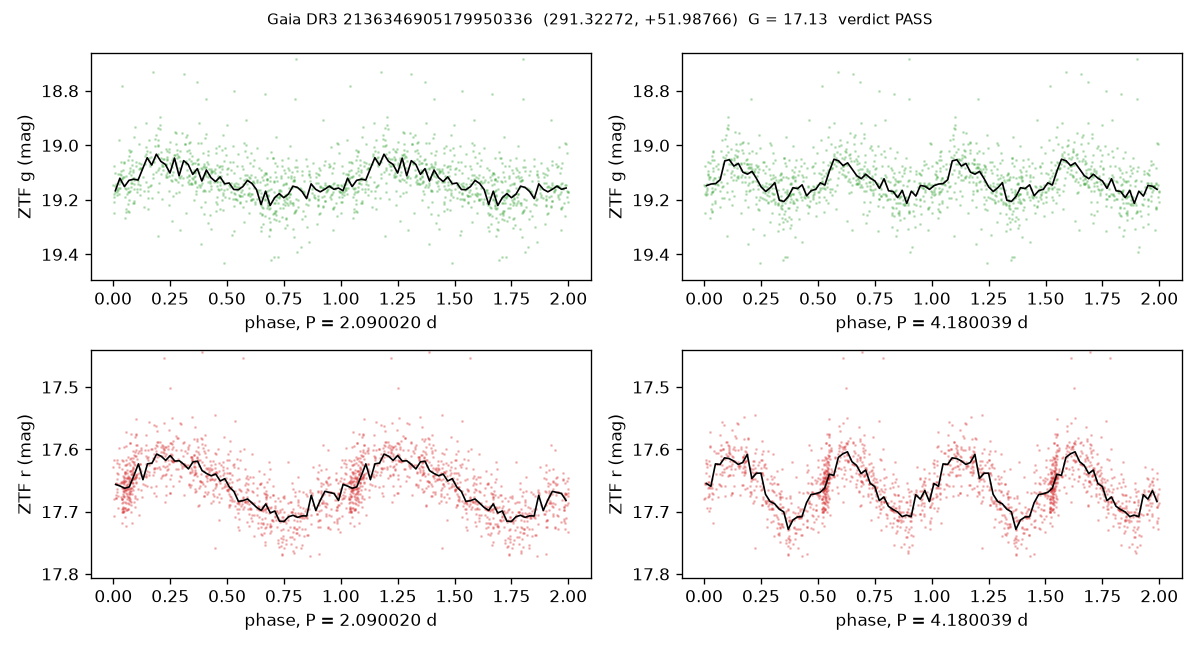 Gaia DR3 2136346905179950336 (291.32272, +51.98766) G = 17.13 verdict PASS
ZTF g (mag)
18.8
19.0
19.2
19.4
0.00 0.25 0.50 0.75 1.00 1.25 1.50 1.75 2.00
phase, P = 2.090020 d
ZTF g (mag)
18.8
19.0
19.2
19.4
0.00 0.25 0.50 0.75 1.00 1.25 1.50 1.75 2.00
phase, P = 4.180039 d
ZTF r (mag)
17.5
17.6
17.7
17.8
0.00 0.25 0.50 0.75 1.00 1.25 1.50 1.75 2.00
phase, P = 2.090020 d
ZTF r (mag)
17.5
17.6
17.7
17.8
0.00 0.25 0.50 0.75 1.00 1.25 1.50 1.75 2.00
phase, P = 4.180039 d